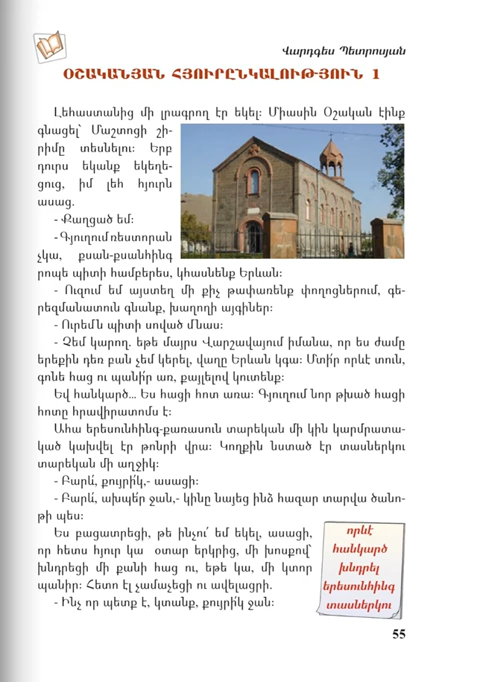 Վարդգես Պետրոսյան
ՕՇԱԿԱՆՅԱՆ ՀՅՈՒՐԸՆԿԱԼՈՒԹՅՈՒՆ 1
Լեհաստանից մի լրագրող էր եկել: Միասին Օշական էինք
գնացել՝ Մաշտոցի շի-
րիմը տեսնելու: Երբ
դուրս եկանք եկեղե-
ցուց, իմ լեհ հյուրն
ասաց.
- Քաղցած եմ:
- Գյուղում ռեստորան
չկա, քսան-քսանհինգ
րոպե պիտի համբերես, կհասնենք Երևան:
- Ուզում եմ այստեղ մի քիչ թափառենք փողոցներում, գե-
րեզմանատուն գնանք, խաղողի այգիներ:
- Ուրեմն պիտի սոված մնաս:
- Չեմ կարող. եթե մայրս Վարշավայում իմանա, որ ես ժամը
երեքին դեռ բան չեմ կերել, վաղը Երևան կգա: Մտի՛ր որևէ տուն,
գոնե հաց ու պանի՛ր առ, քայլելով կուտենք:
Եվ հանկարծ... Ես հացի հոտ առա: Գյուղում նոր թխած հացի
հոտը հրավիրատոմս է:
Ահա երեսունհինգ-քառասուն տարեկան մի կին կարմրատա-
կած կախվել էր թոնրի վրա: Կողքին նստած էր տասներկու
տարեկան մի աղջիկ:
- Բարև՛, քույրի՛կ,- ասացի:
- Բարև՛, ախպե՛ր ջան,- կինը նայեց ինձ հազար տարվա ծանո-
թի պես:
Ես բացատրեցի, թե ինչու՛ եմ եկել, ասացի,
որ հետս հյուր կա օտար երկրից, մի խոսքով՝
խնդրեցի մի քանի հաց ու, եթե կա, մի կտոր
պանիր: Հետո էլ չամաչեցի ու ավելացրի.
- Ինչ որ պետք է, կտանք, քույրի՛կ ջան:
որևէ
հանկարծ
խնդրել
երեսունհինգ
տասներկու
55